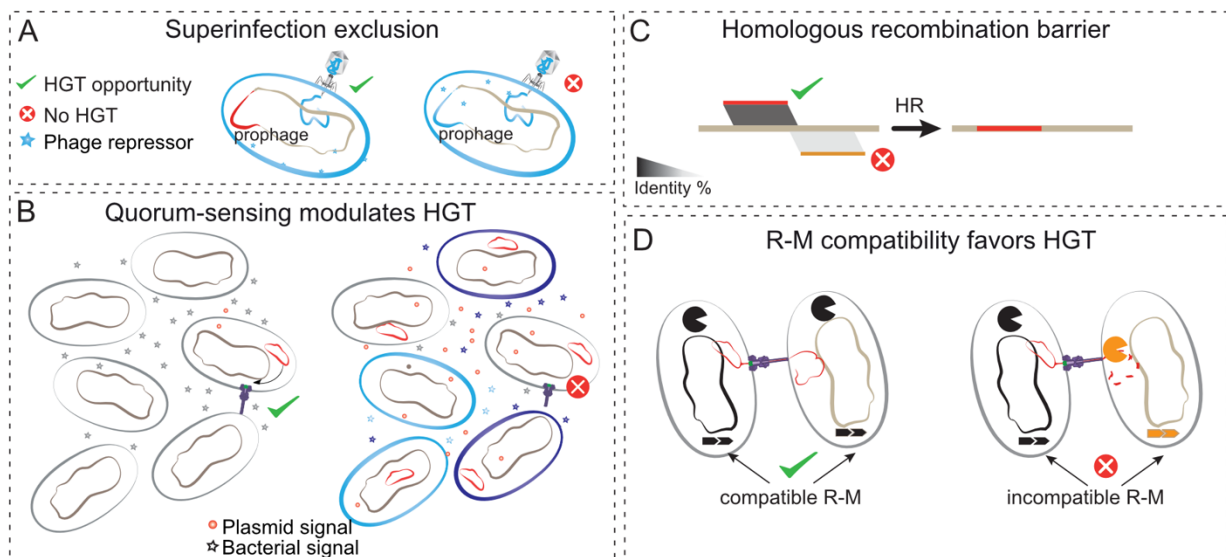 A
Superinfection exclusion
HGT opportunity
No HGT
Phage repressor
prophage
prophage
B
Quorum-sensing modulates HGT
Plasmid signal
Bacterial signal
C
Homologous recombination barrier
HR
Identity %
D
R-M compatibility favors HGT
compatible R-M
incompatible R-M